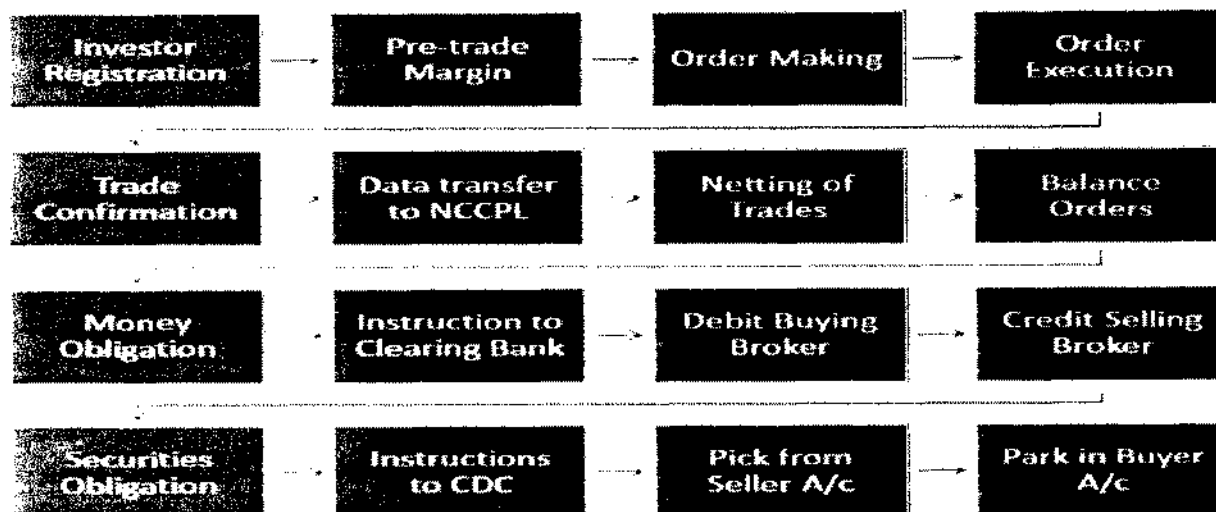 Investor
Registration
Pre-trade
Margin
Order Making
Order
Execution
Trade
Confirmation
Data transfer
to NCCPL
Netting of
Trades
Balance
Orders
Money
Obligation
Instruction to
Clearing Bank
Debit Buying
Broker
Credit Selling
Broker
Securities
Obligation
Instructions
to CDC
Pick from
Seller A/c
Park in Buyer
A/c